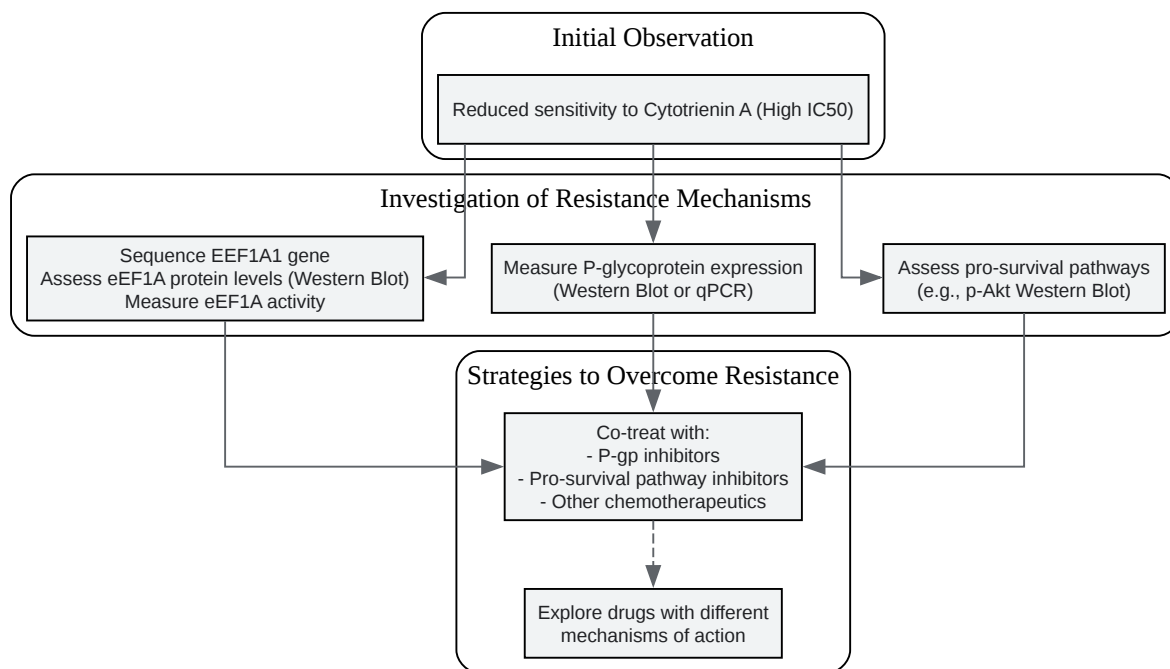 Initial Observation
Reduced sensitivity to Cytotrienin A (High IC50)
Investigation of Resistance Mechanisms
Sequence EEF1A1 gene
Assess eEF1A protein levels (Western Blot)
Measure eEF1A activity
Measure P-glycoprotein expression
(Western Blot or qPCR)
Assess pro-survival pathways
(e.g., p-Akt Western Blot)
Strategies to Overcome Resistance
Co-treat with:
- P-gp inhibitors
- Pro-survival pathway inhibitors
- Other chemotherapeutics
Explore drugs with different
mechanisms of action